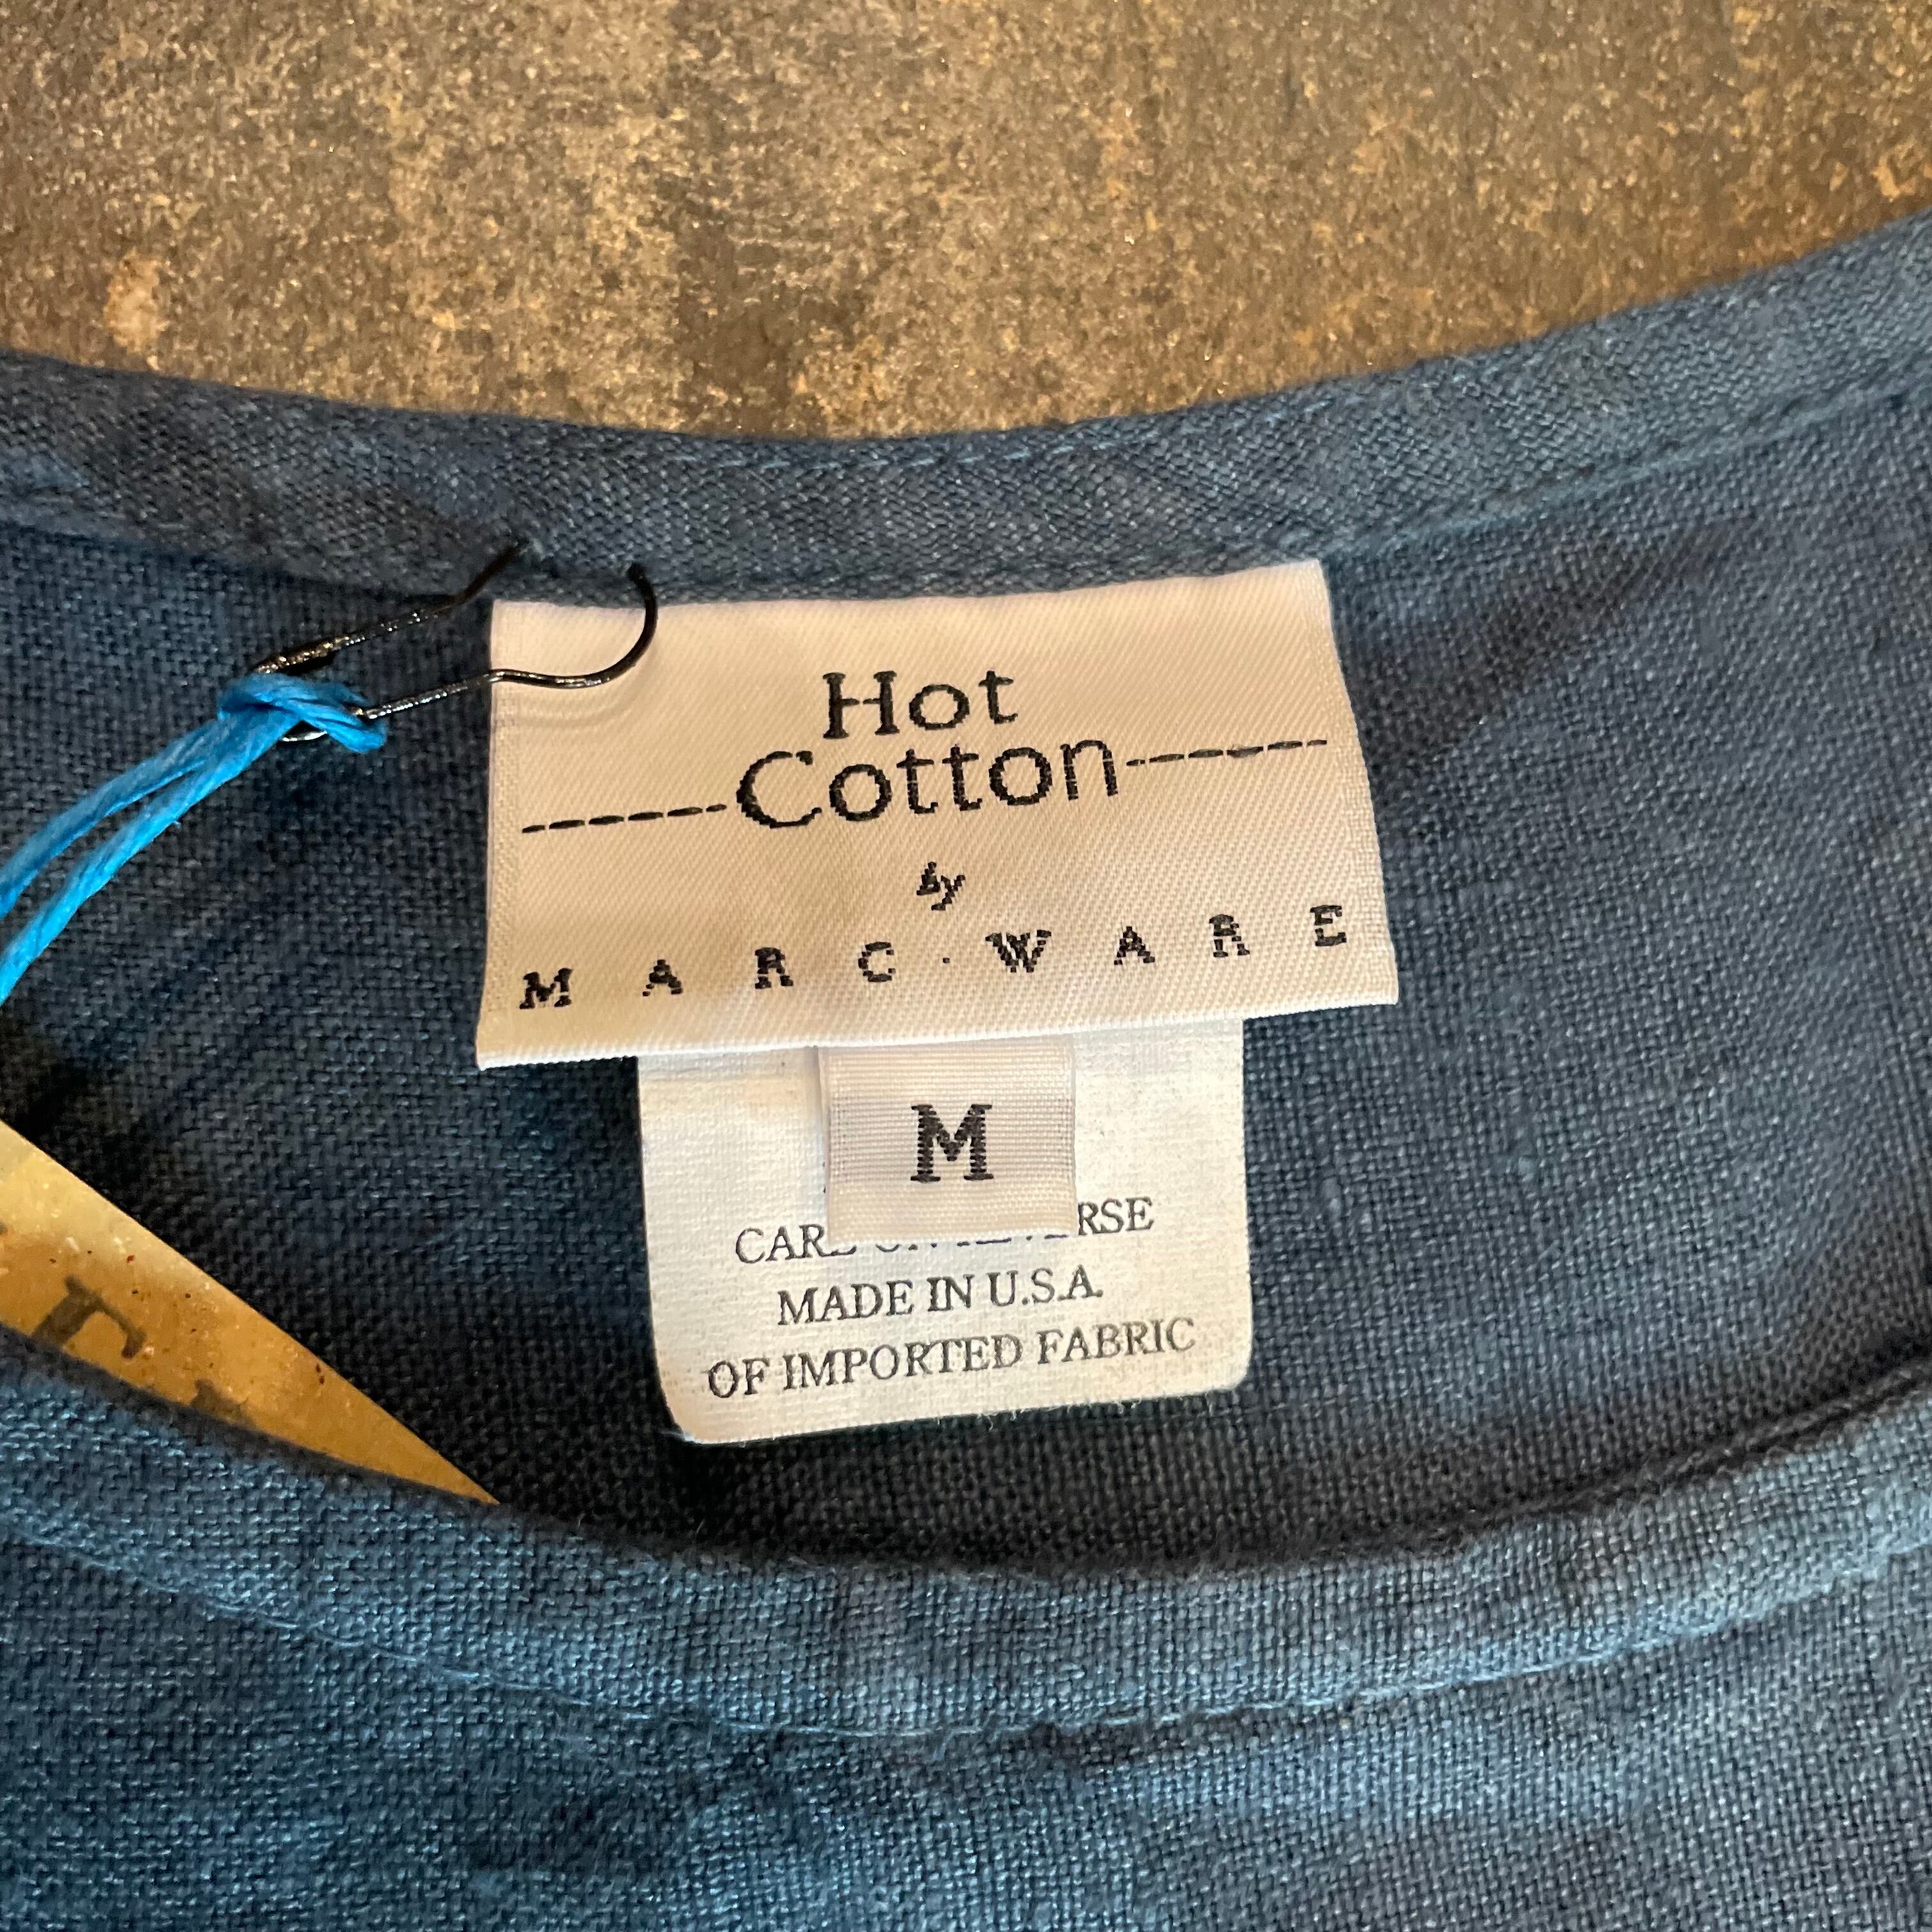 Hot
Cotton
by
MARC·WARE
M
CARE ON REVERSE
MADE IN U.S.A.
OF IMPORTED FABRIC